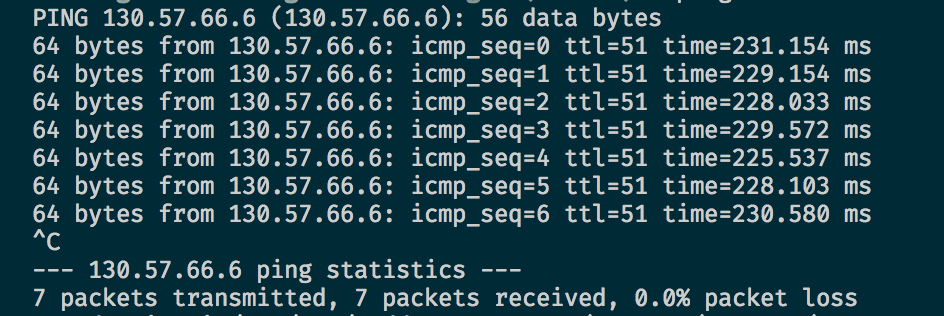 PING 130.57.66.6 (130.57.66.6): 56 data bytes
64 bytes from 130.57.66.6: icmp_seq=0 ttl=51 time=231.154 ms
64 bytes from 130.57.66.6: icmp_seq=1 ttl=51 time=229.154 ms
64 bytes from 130.57.66.6: icmp_seq=2 ttl=51 time=228.033 ms
64 bytes from 130.57.66.6: icmp_seq=3 ttl=51 time=229.572 ms
64 bytes from 130.57.66.6: icmp_seq=4 ttl=51 time=225.537 ms
64 bytes from 130.57.66.6: icmp_seq=5 ttl=51 time=228.103 ms
64 bytes from 130.57.66.6: icmp_seq=6 ttl=51 time=230.580 ms
^C
--- 130.57.66.6 ping statistics ---
7 packets transmitted, 7 packets received, 0.0% packet loss